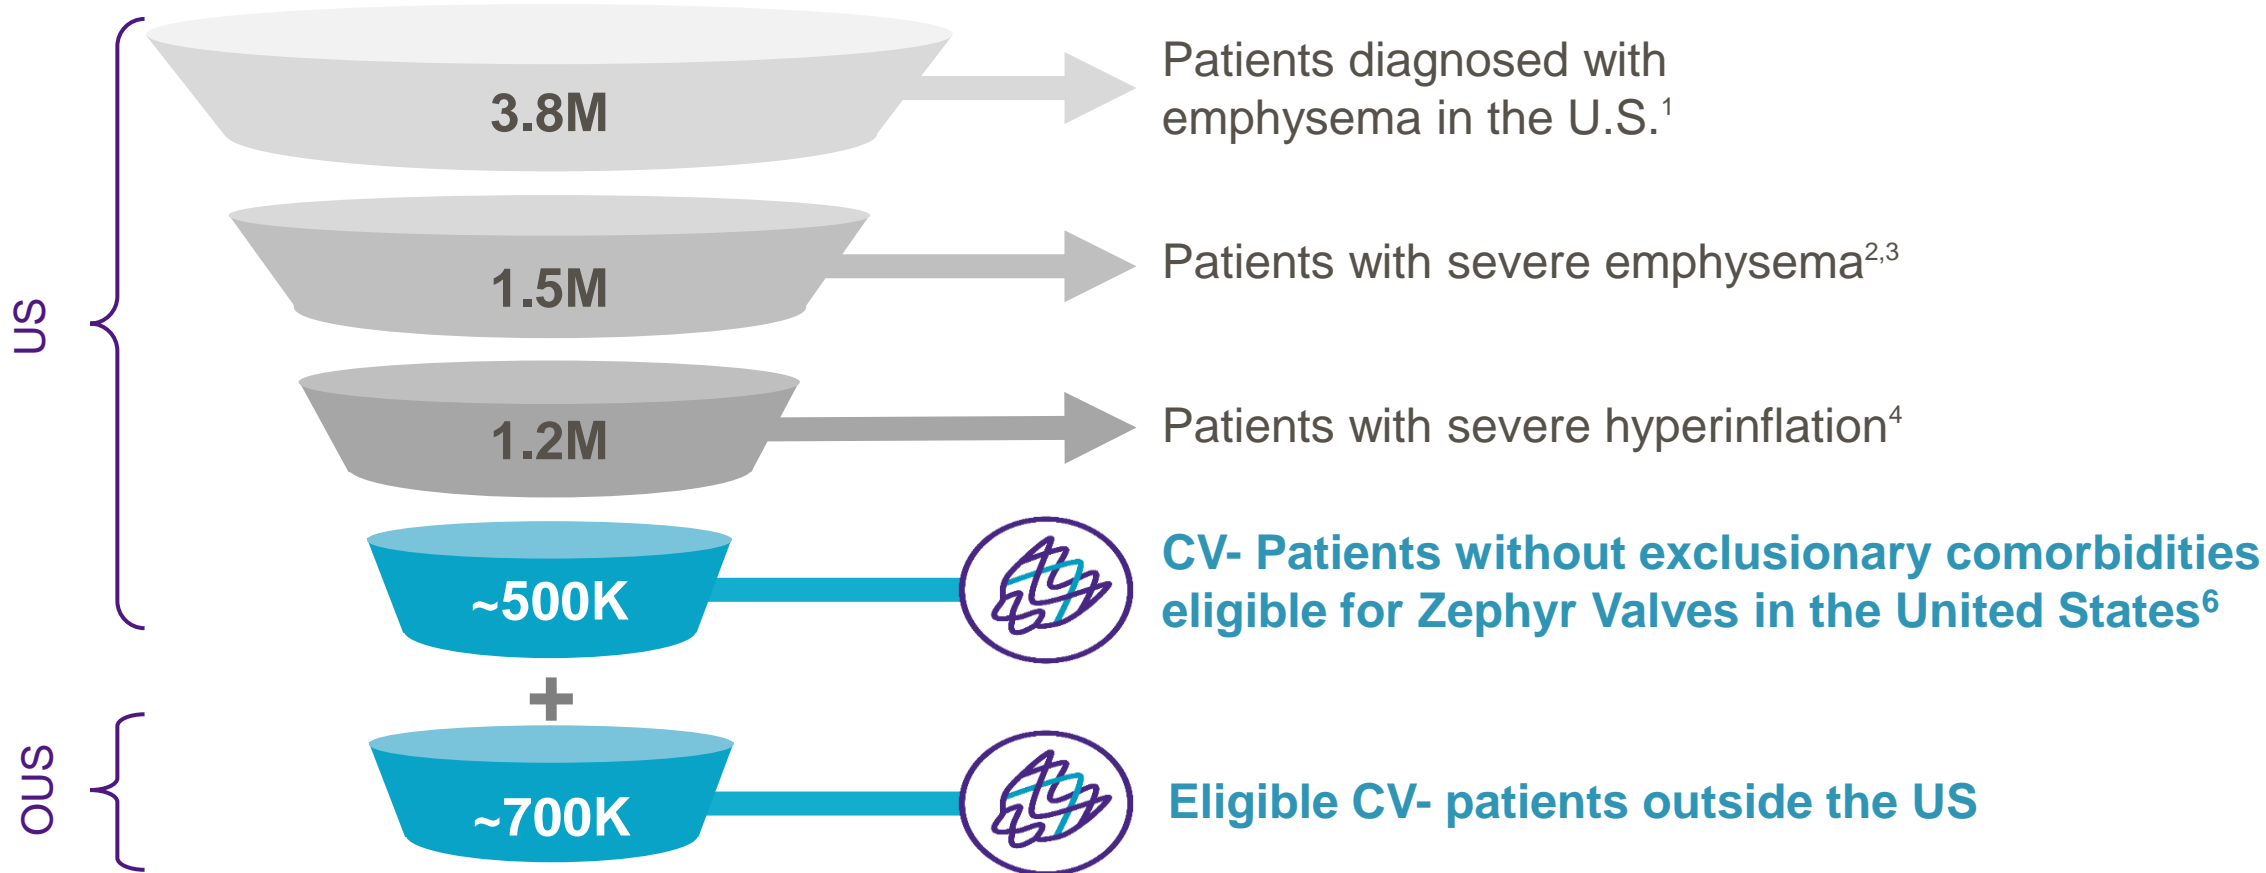 US
3.8M
Patients diagnosed with
emphysema in the U.S.¹
1.5M
Patients with severe emphysema²,³
1.2M
Patients with severe hyperinflation⁴
~500K
CV- Patients without exclusionary comorbidities
eligible for Zephyr Valves in the United States⁶
+
OUS
~700K
Eligible CV- patients outside the US